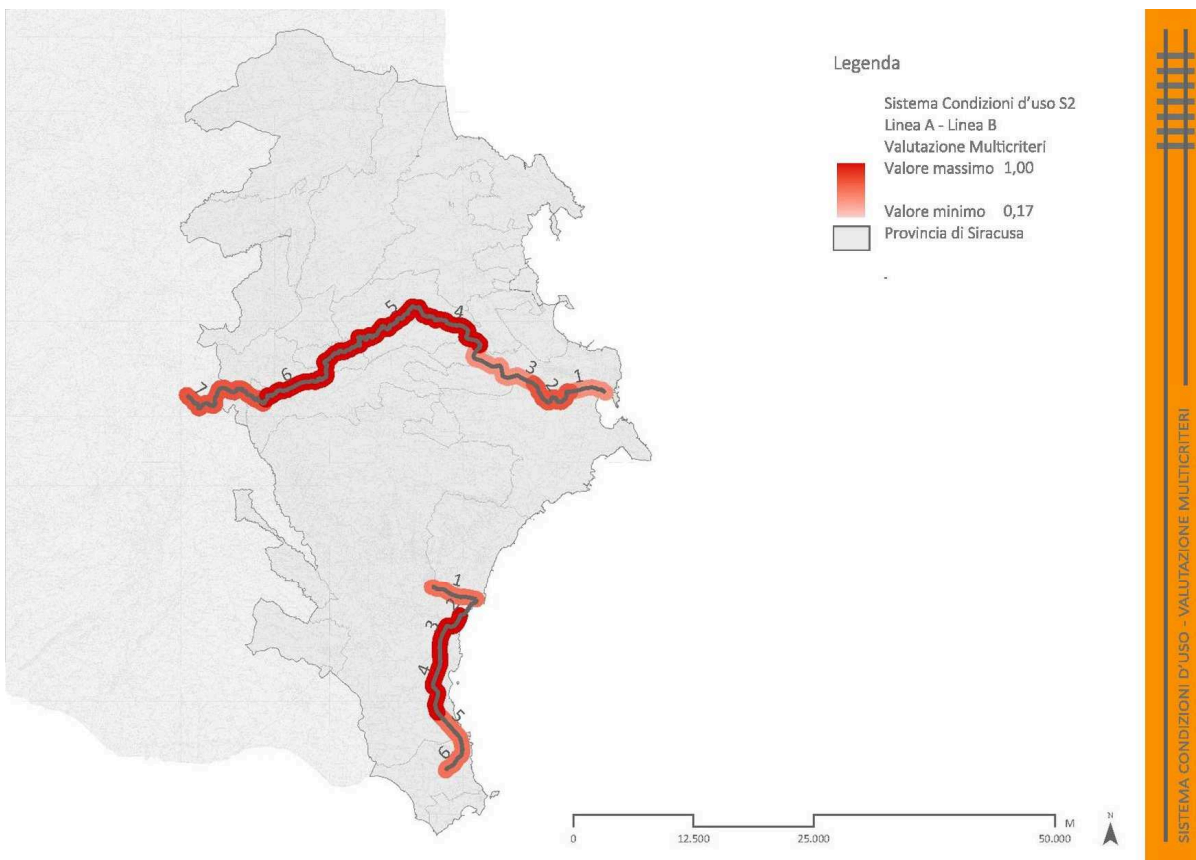 Legenda
Sistema Condizioni d'uso S2
Linea A - Linea B
Valutazione Multicriteri
Valore massimo 1,00
Valore minimo 0,17
Provincia di Siracusa
-
5
4
6
3
2
1
7
1
2
3
4
5
6
0
12.500
25.000
50.000
M
N
SISTEMA CONDIZIONI D'USO - VALUTAZIONE MULTICRITERI